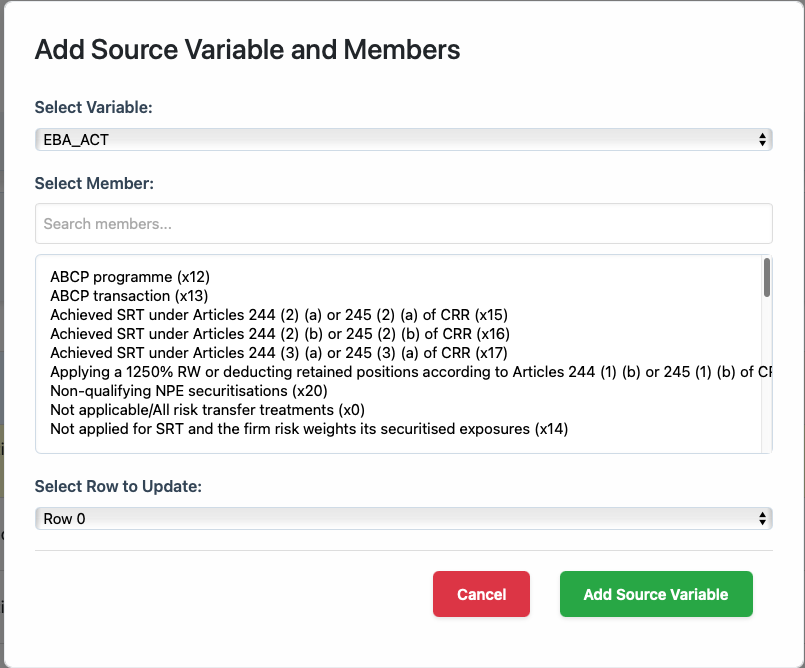 Add Source Variable and Members
Select Variable:
EBA_ACT
Select Member:
Search members...
ABCP programme (x12)
ABCP transaction (x13)
Achieved SRT under Articles 244 (2) (a) or 245 (2) (a) of CRR (x15)
Achieved SRT under Articles 244 (2) (b) or 245 (2) (b) of CRR (x16)
Achieved SRT under Articles 244 (3) (a) or 245 (3) (a) of CRR (x17)
Applying a 1250% RW or deducting retained positions according to Articles 244 (1) (b) or 245 (1) (b) of
Non-qualifying NPE securitisations (x20)
Not applicable/All risk transfer treatments (x0)
Not applied for SRT and the firm risk weights its securitised exposures (x14)
Select Row to Update:
Row 0
Cancel
Add Source Variable